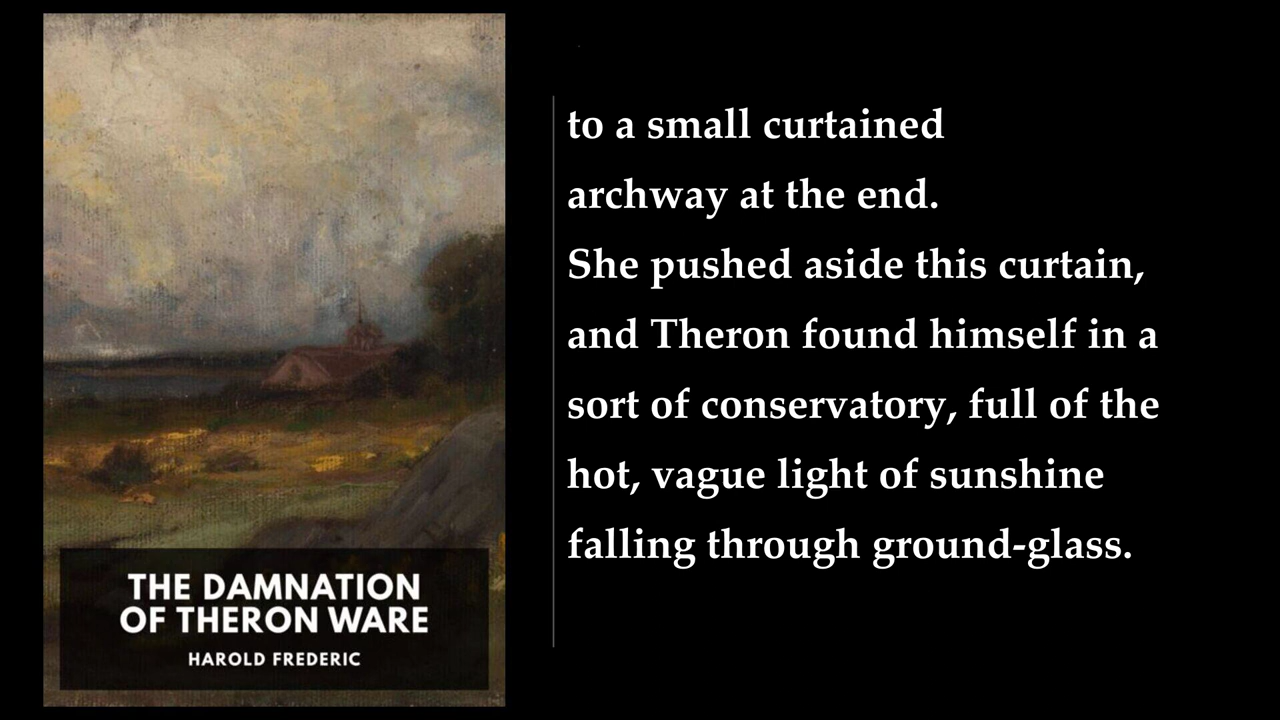 to a small curtained
archway at the end.
She pushed aside this curtain,
and Theron found himself in a
sort of conservatory, full of the
hot, vague light of sunshine
falling through ground-glass.
THE DAMNATION
OF THERON WARE
HAROLD FREDERIC